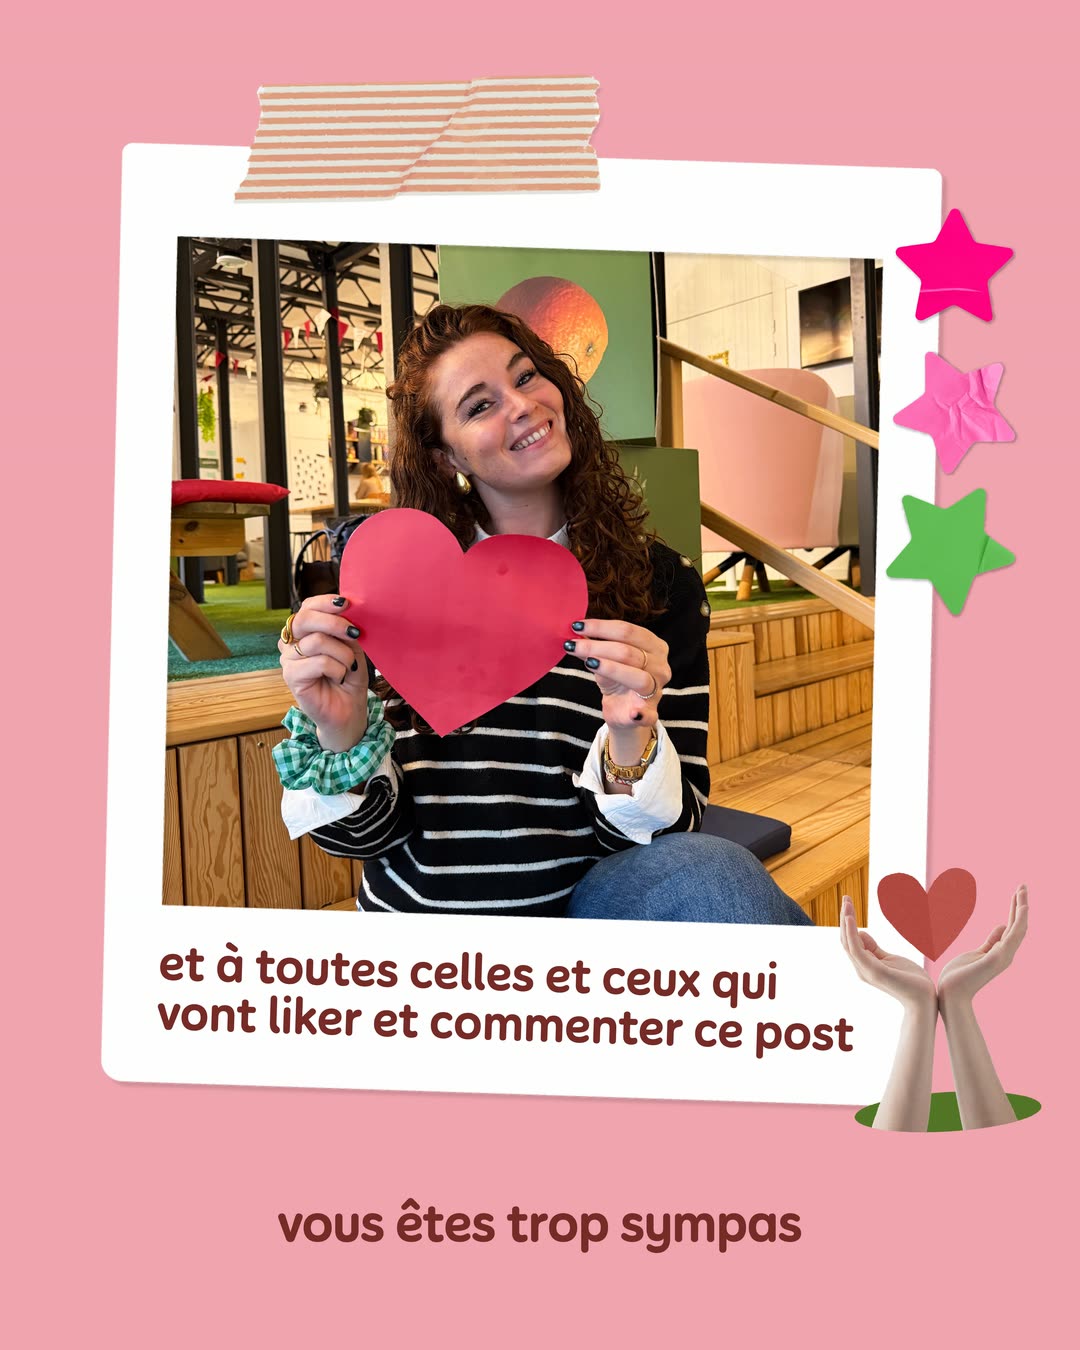 et à toutes celles et ceux qui
vont liker et commenter ce post
vous êtes trop sympas